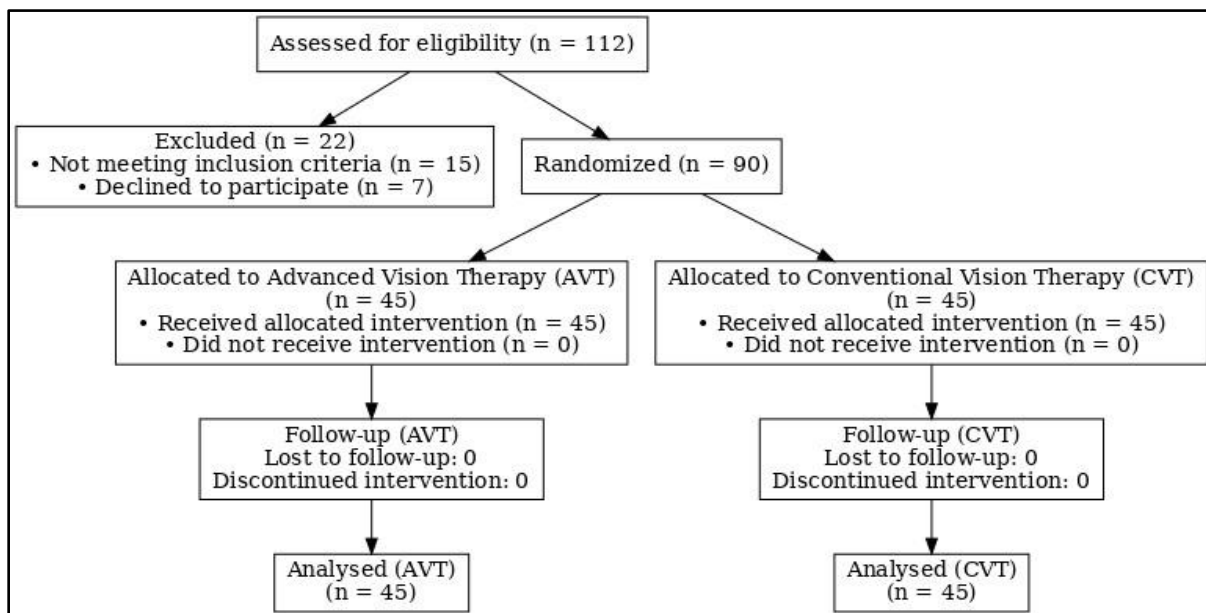 Assessed for eligibility (n = 112)
Excluded (n = 22)
• Not meeting inclusion criteria (n = 15)
• Declined to participate (n = 7)
Randomized (n = 90)
Allocated to Advanced Vision Therapy (AVT)
(n = 45)
• Received allocated intervention (n = 45)
• Did not receive intervention (n = 0)
Allocated to Conventional Vision Therapy (CVT)
(n = 45)
• Received allocated intervention (n = 45)
• Did not receive intervention (n = 0)
Follow-up (AVT)
Lost to follow-up: 0
Discontinued intervention: 0
Follow-up (CVT)
Lost to follow-up: 0
Discontinued intervention: 0
Analysed (AVT)
(n = 45)
Analysed (CVT)
(n = 45)